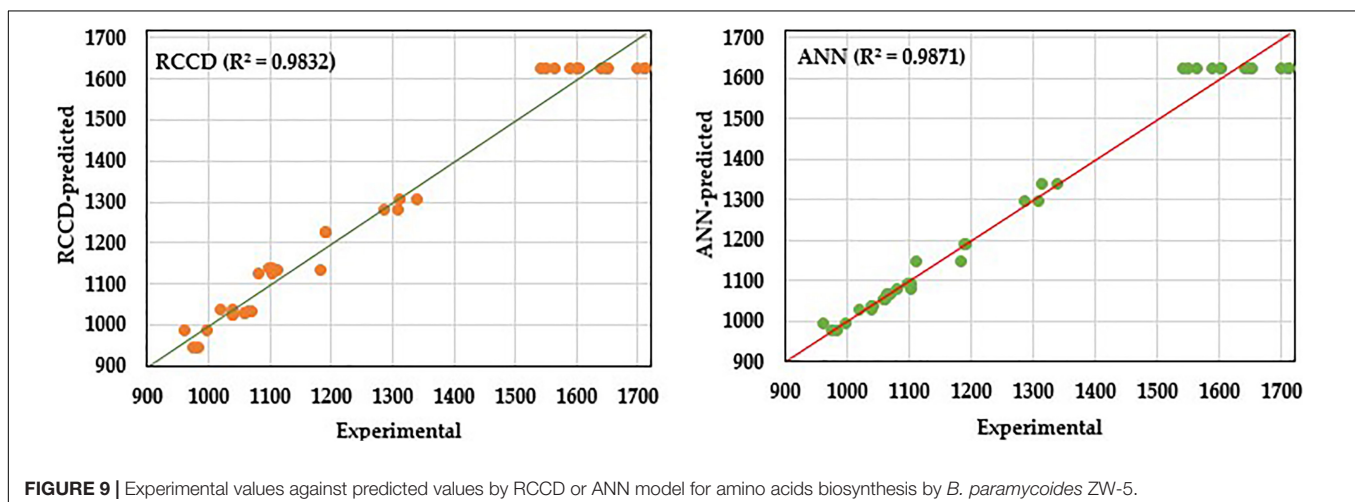 RCCD (R² = 0.9832)
RCCD-predicted
1700
1600
1500
1400
1300
1200
1100
1000
900
900 1000 1100 1200 1300 1400 1500 1600 1700
Experimental
ANN (R² = 0.9871)
ANN-predicted
1700
1600
1500
1400
1300
1200
1100
1000
900
900 1000 1100 1200 1300 1400 1500 1600 1700
Experimental
FIGURE 9 | Experimental values against predicted values by RCCD or ANN model for amino acids biosynthesis by B. paramycoides ZW-5.